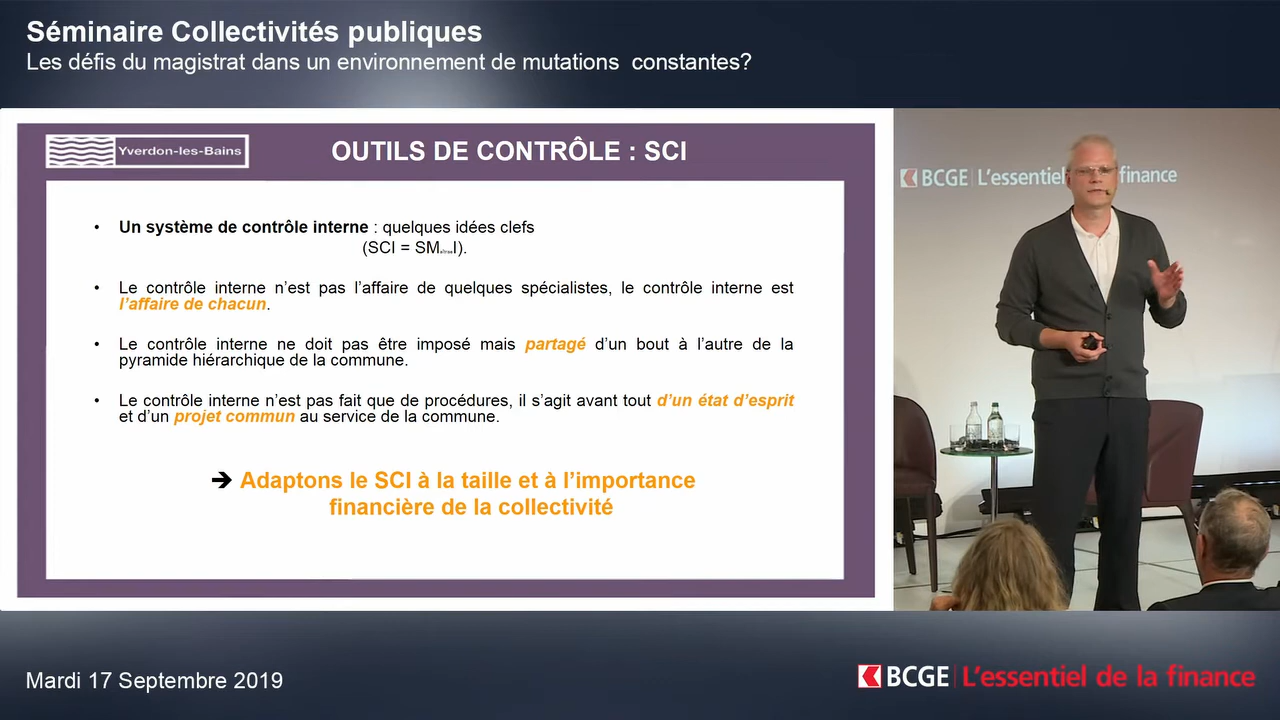 Séminaire Collectivités publiques
Les défis du magistrat dans un environnement de mutations constantes?
Yverdon-les-Bains
OUTILS DE CONTRÔLE : SCI
• Un système de contrôle interne : quelques idées clefs
(SCI = SM I).
• Le contrôle interne n'est pas l'affaire de quelques spécialistes, le contrôle interne est
l'affaire de chacun.
• Le contrôle interne ne doit pas être imposé mais partagé d'un bout à l'autre de la
pyramide hiérarchique de la commune.
• Le contrôle interne n'est pas fait que de procédures, il s'agit avant tout d'un état d'esprit
et d'un projet commun au service de la commune.
➔ Adaptons le SCI à la taille et à l'importance
financière de la collectivité
BCGE L'essentiel finance
Mardi 17 Septembre 2019
BCGE L'essentiel de la finance